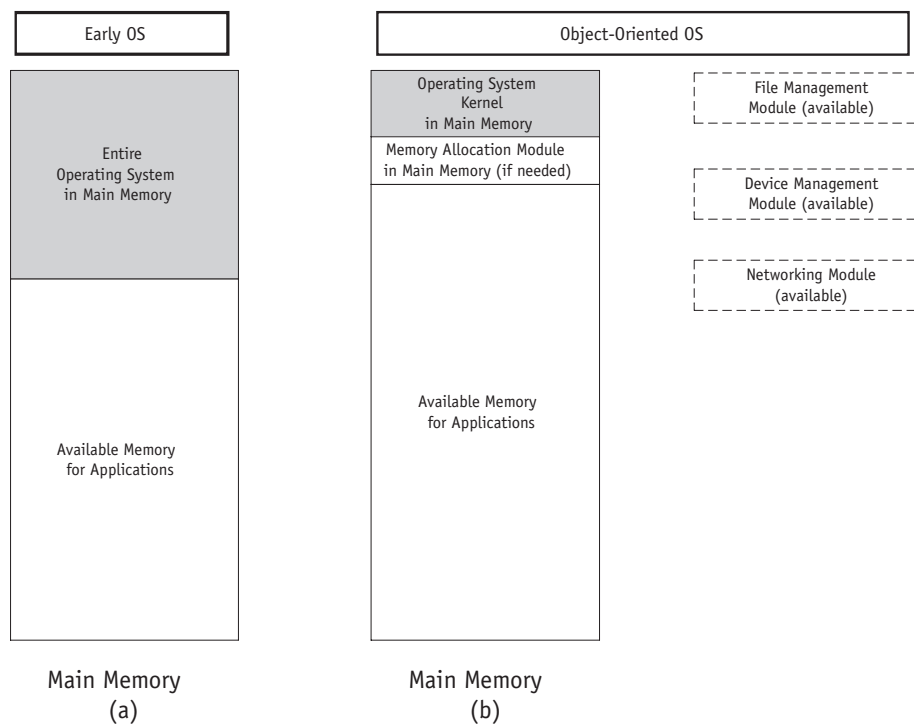 Early OS
Object-Oriented OS
Entire
Operating System
in Main Memory
Available Memory
for Applications
Main Memory
(a)
Operating System
Kernel
in Main Memory
Memory Allocation Module
in Main Memory (if needed)
Available Memory
for Applications
Main Memory
(b)
File Management
Module (available)
Device Management
Module (available)
Networking Module
(available)